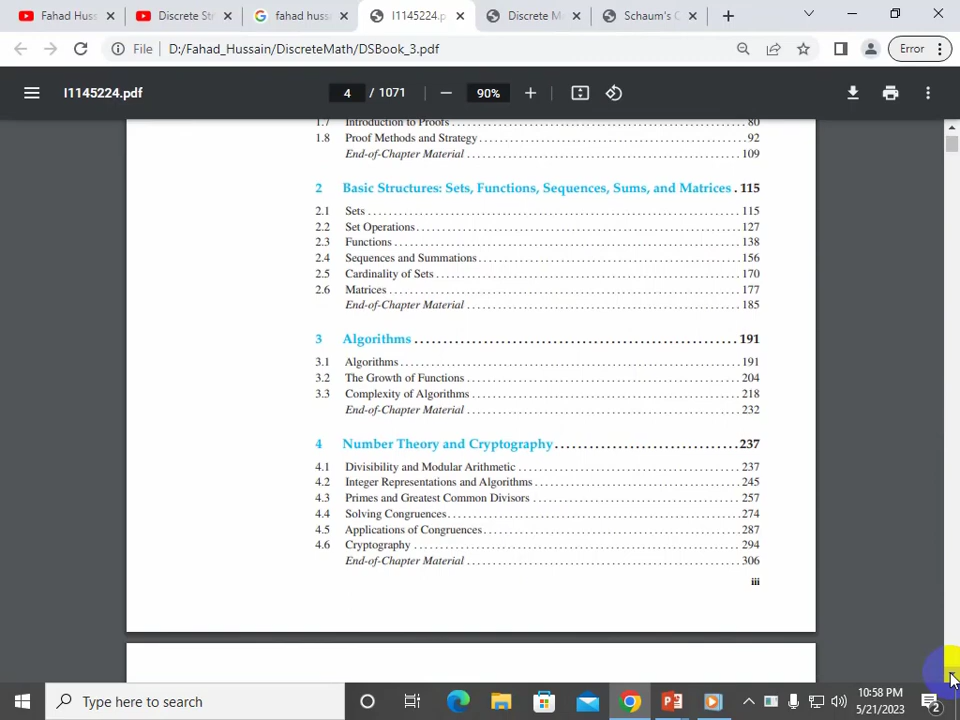 Fahad Huss
Discrete Str
fahad hussa
I1145224.p
Discrete M
Schaum's C
File
D:/Fahad_Hussain/DiscreteMath/DSBook_3.pdf
Error
I1145224.pdf
4 / 1071
90%
1.7 Introduction to Proofs 80
1.8 Proof Methods and Strategy 92
End-of-Chapter Material 109
2 Basic Structures: Sets, Functions, Sequences, Sums, and Matrices . 115
2.1 Sets 115
2.2 Set Operations 127
2.3 Functions 138
2.4 Sequences and Summations 156
2.5 Cardinality of Sets 170
2.6 Matrices 177
End-of-Chapter Material 185
3 Algorithms 191
3.1 Algorithms 191
3.2 The Growth of Functions 204
3.3 Complexity of Algorithms 218
End-of-Chapter Material 232
4 Number Theory and Cryptography 237
4.1 Divisibility and Modular Arithmetic 237
4.2 Integer Representations and Algorithms 245
4.3 Primes and Greatest Common Divisors 257
4.4 Solving Congruences 274
4.5 Applications of Congruences 287
4.6 Cryptography 294
End-of-Chapter Material 306
iii
Type here to search
10:58 PM
5/21/2023
2